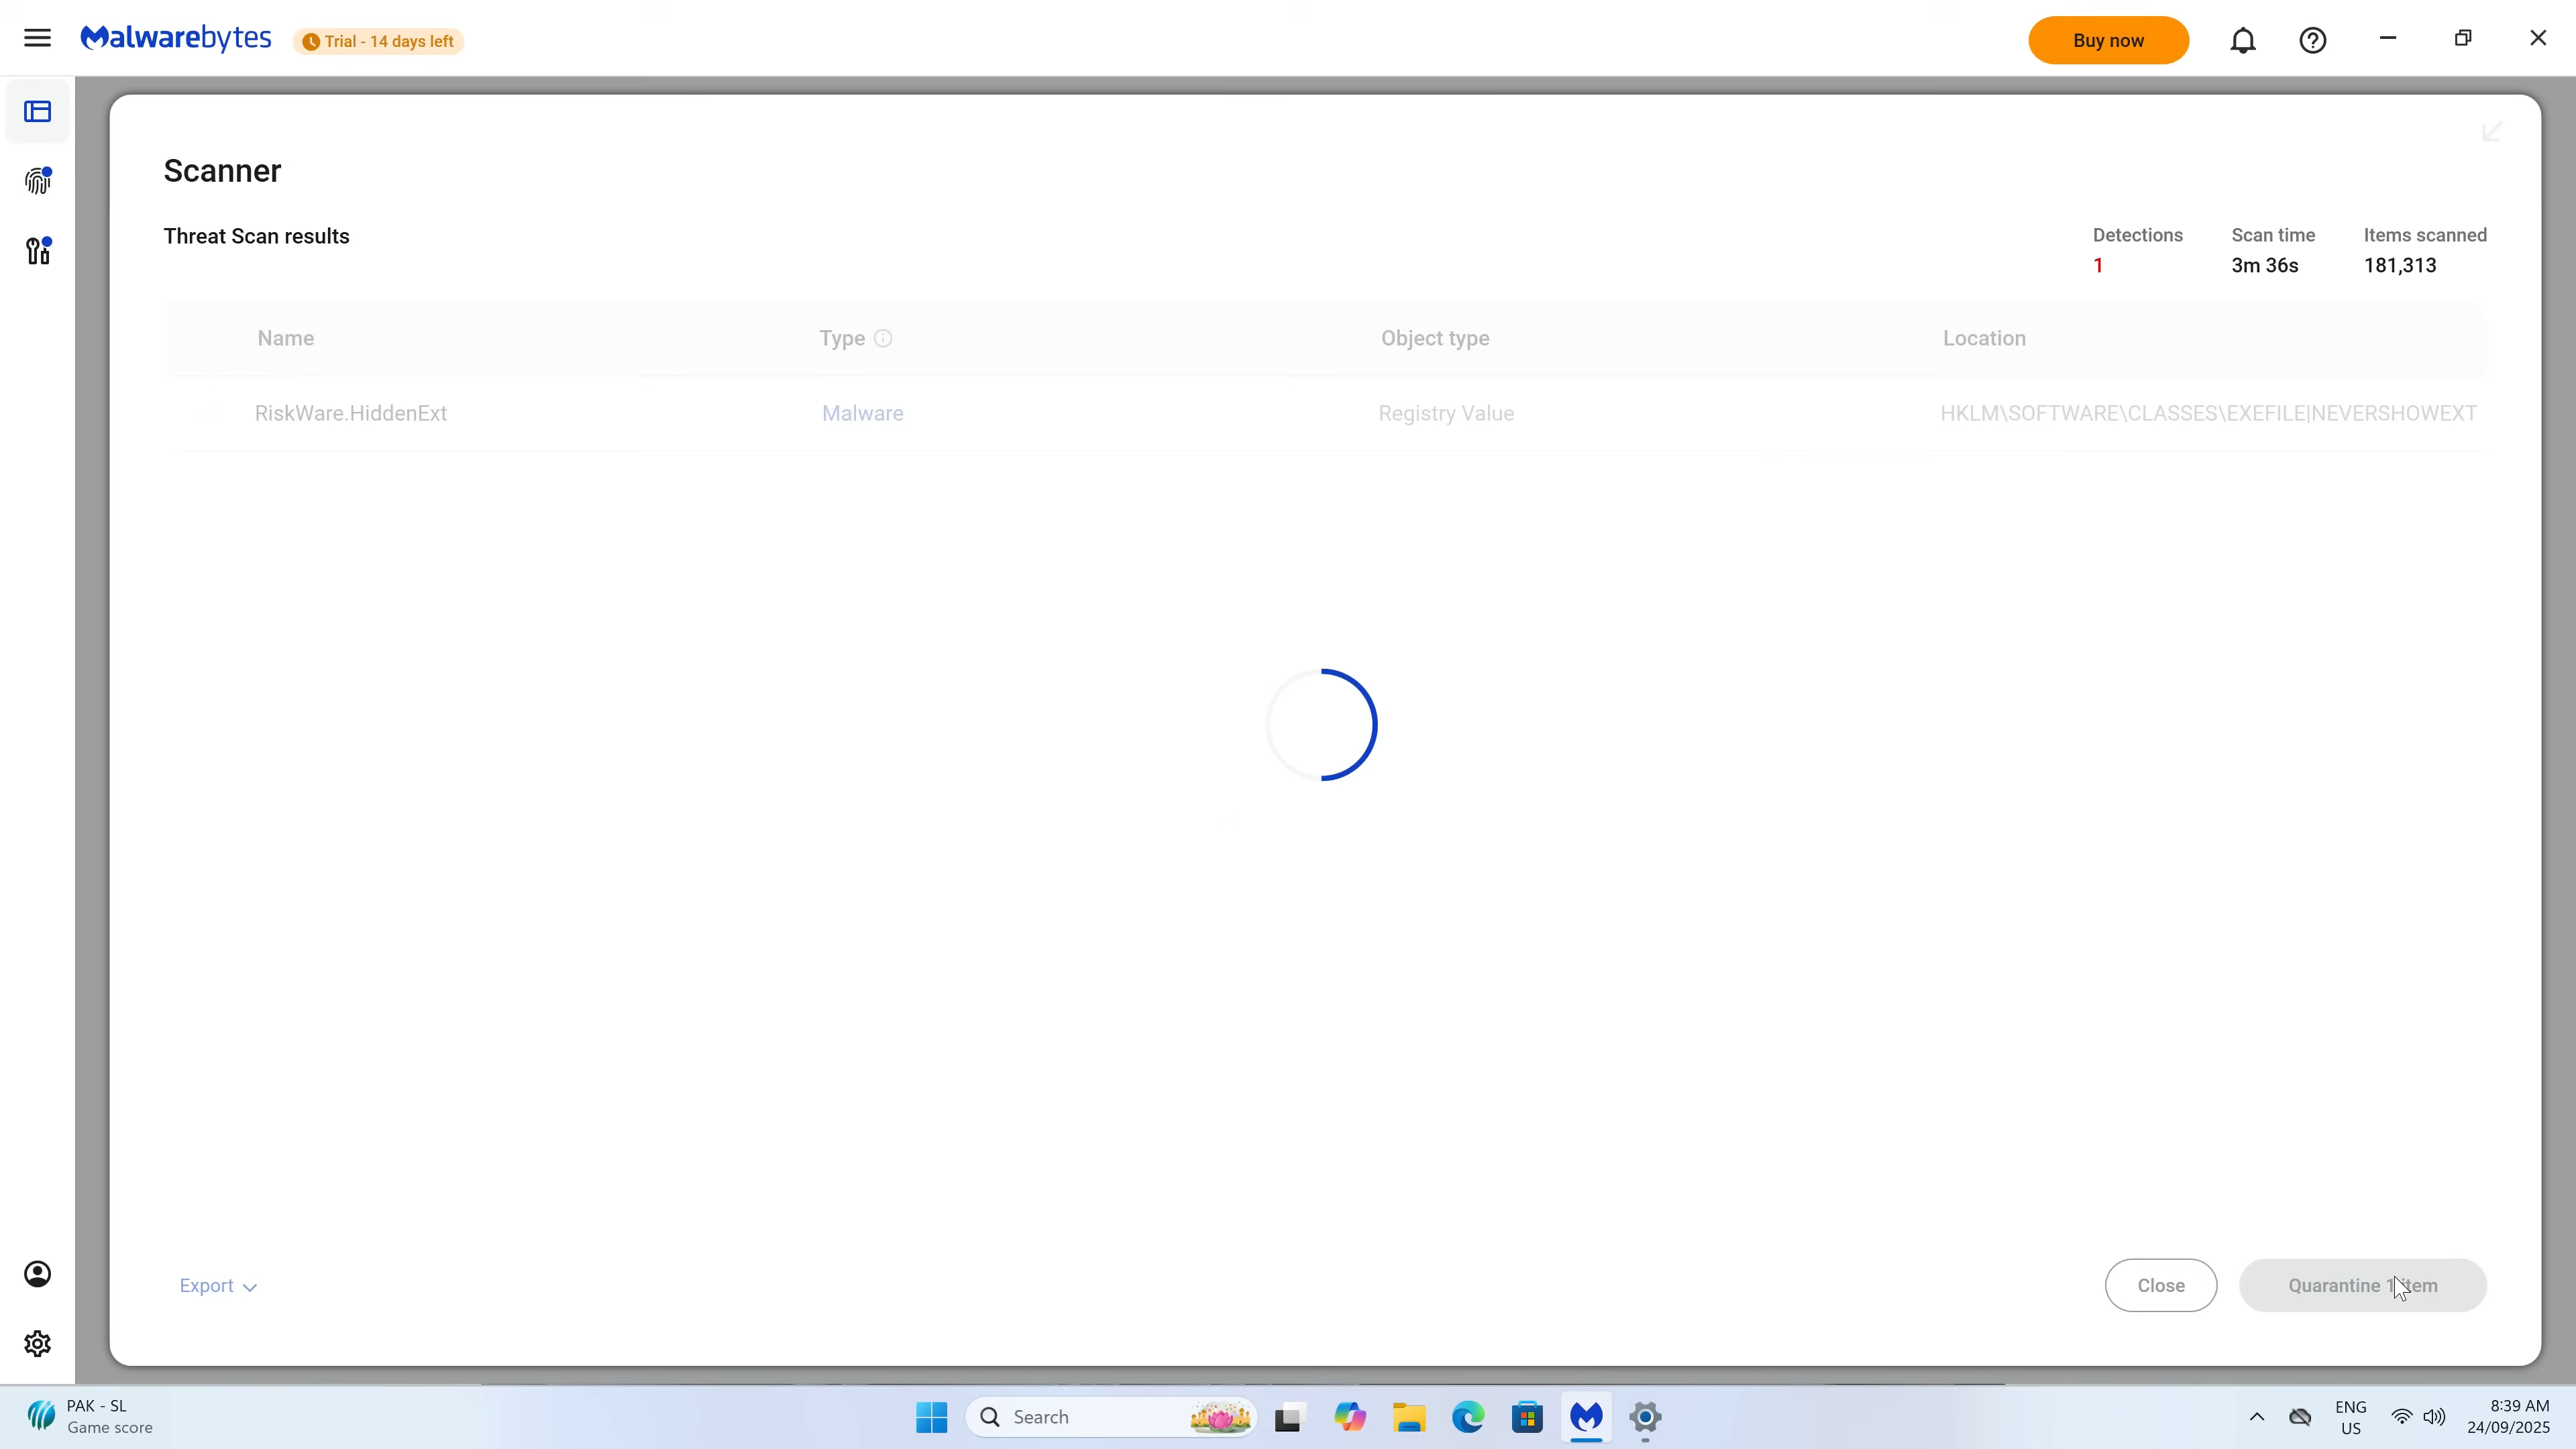 Malwarebytes Trial - 14 days left Buy now
Scanner
Threat Scan results
Detections Scan time Items scanned
1 3m 36s 181,313
Name Type Object type Location
RiskWare.HiddenExt Malware Registry Value HKLM\SOFTWARE\CLASSES\EXEFILE|NEVERSHOWEXT
Export Close Quarantine 1 item
PAK - SL
Game score
Search
ENG
US
8:39 AM
24/09/2025